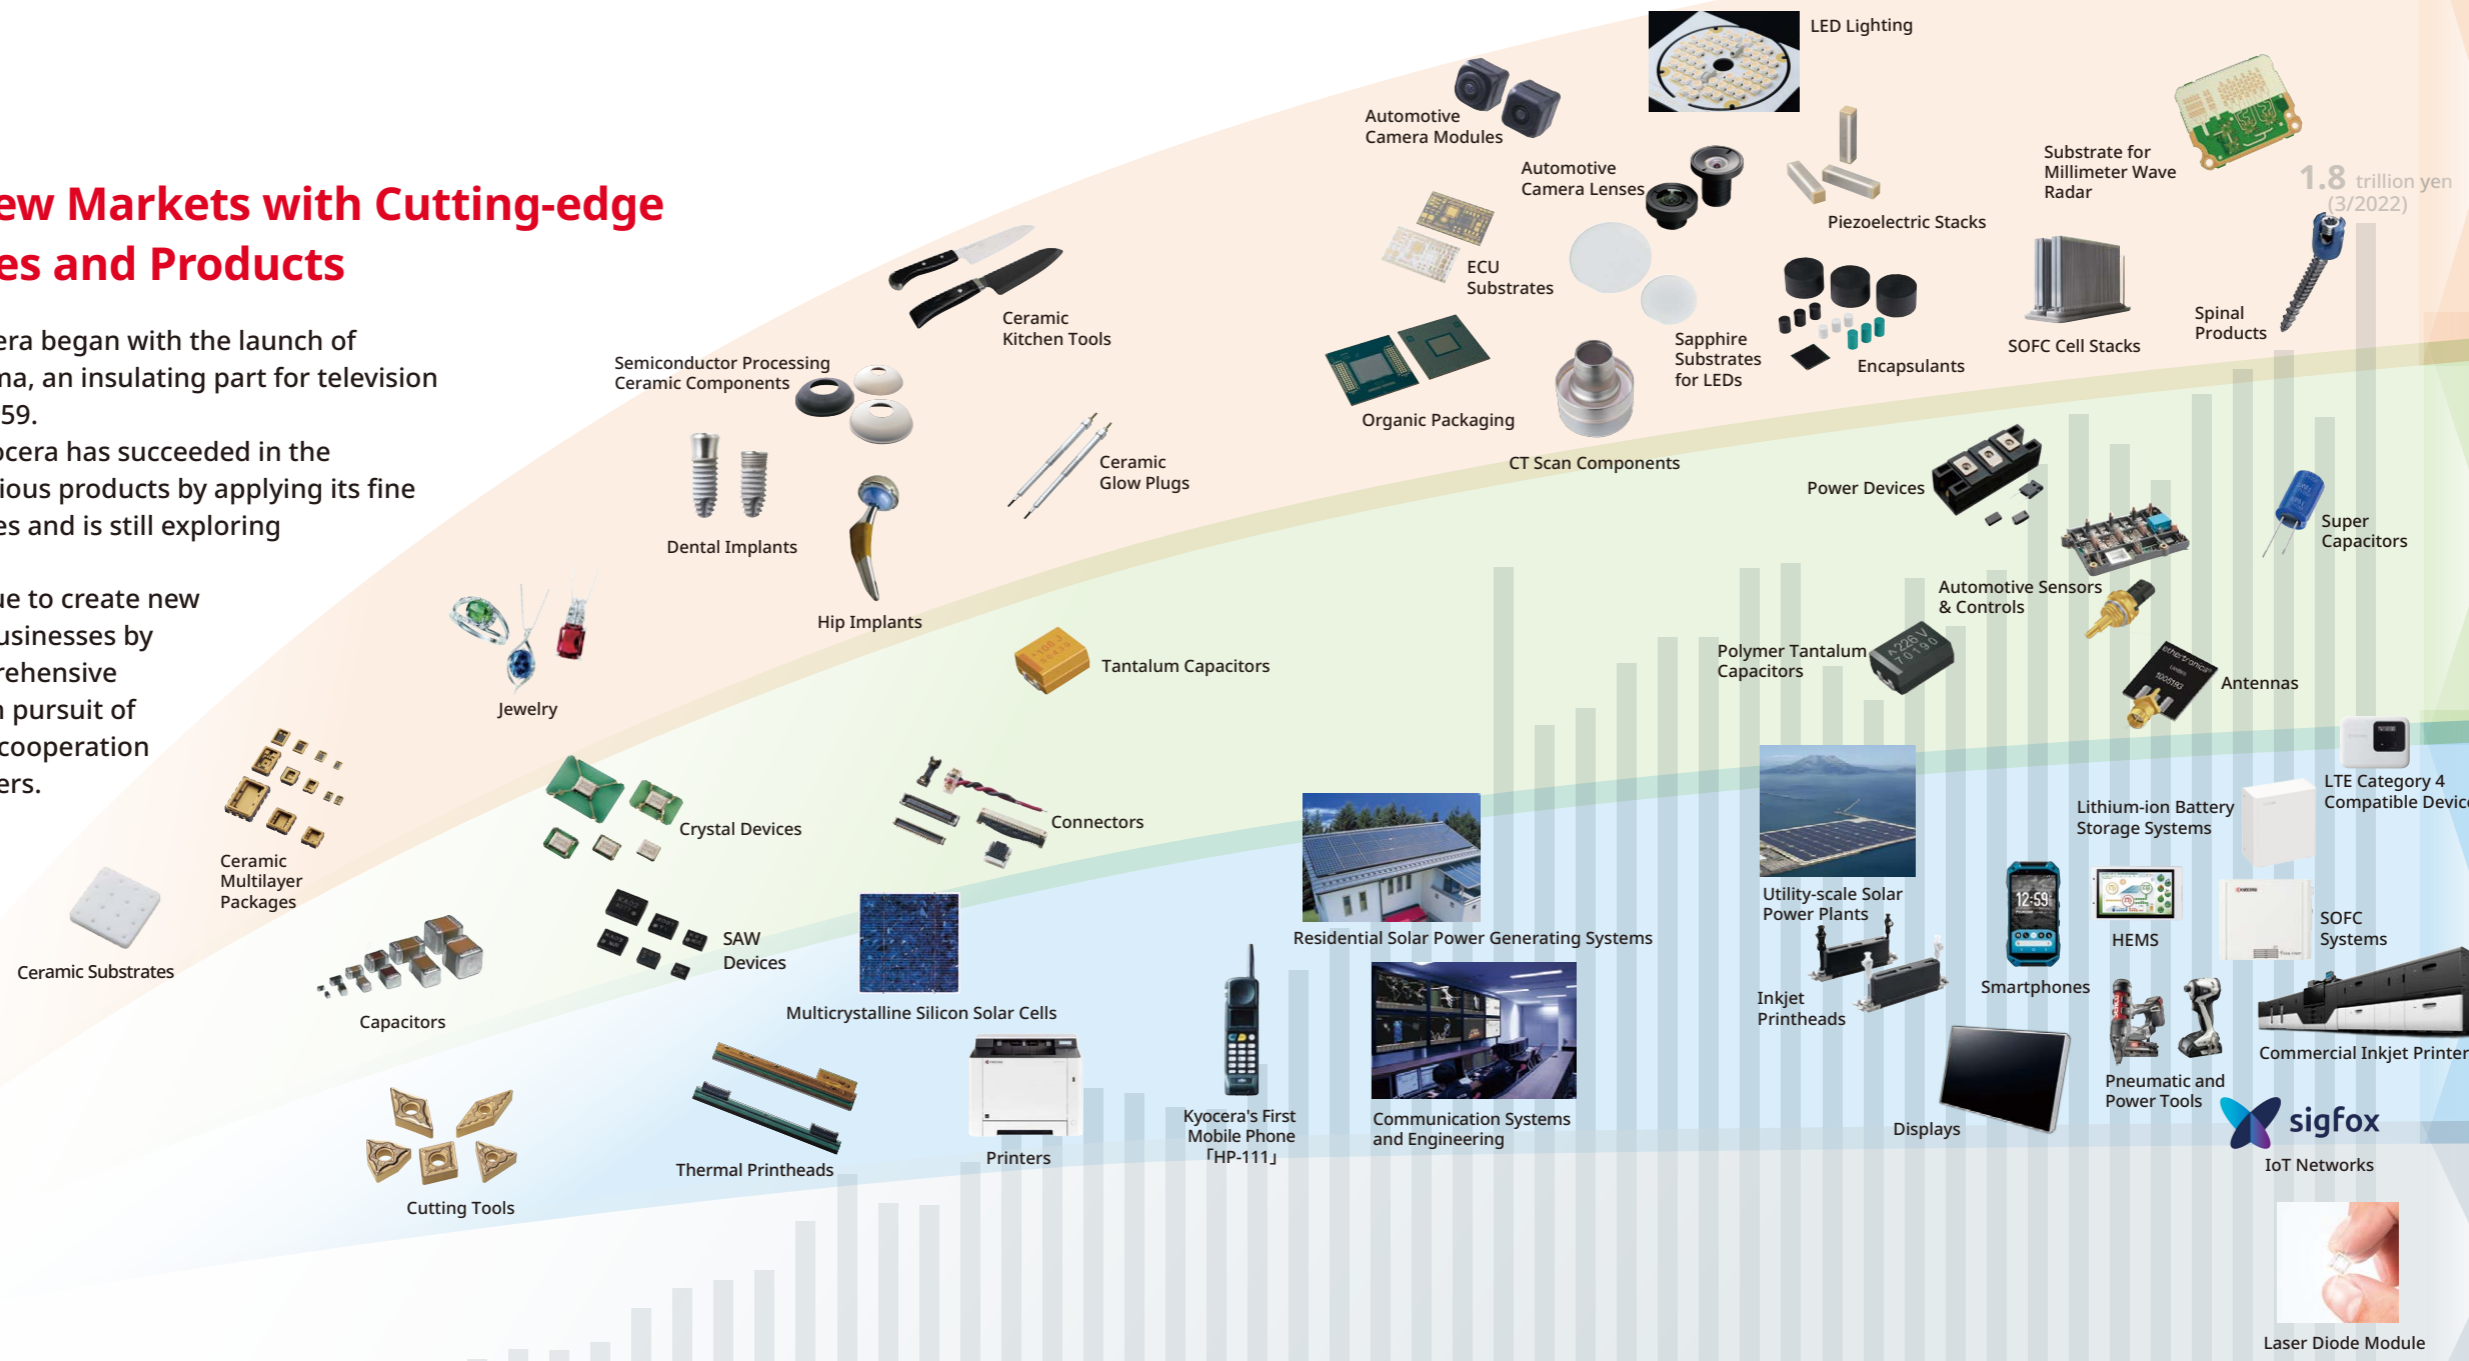 ew Markets with Cutting-edge
es and Products
era began with the launch of
ma, an insulating part for television
59.
ocera has succeeded in the
ious products by applying its fine
es and is still exploring
ue to create new
usinesses by
rehensive
n pursuit of
cooperation
ers.
LED Lighting
Automotive
Camera Modules
Automotive
Camera Lenses
Piezoelectric Stacks
Substrate for
Millimeter Wave
Radar
1.8 trillion yen
(3/2022)
ECU
Substrates
Sapphire
Substrates
for LEDs
Encapsulants
SOFC Cell Stacks
Spinal
Products
Ceramic
Kitchen Tools
Semiconductor Processing
Ceramic Components
Organic Packaging
CT Scan Components
Ceramic
Glow Plugs
Dental Implants
Hip Implants
Jewelry
Ceramic
Multilayer
Packages
Ceramic Substrates
Power Devices
Super
Capacitors
Automotive Sensors
& Controls
Polymer Tantalum
Capacitors
226 V
70190
ethertronics
1005193
Antennas
Tantalum Capacitors
Crystal Devices
Connectors
SAW
Devices
Capacitors
LTE Category 4
Compatible Device
Lithium-ion Battery
Storage Systems
Utility-scale Solar
Power Plants
Residential Solar Power Generating Systems
12:59
HEMS
SOFC
Systems
Smartphones
Inkjet
Printheads
Multicrystalline Silicon Solar Cells
Commercial Inkjet Printer
Pneumatic and
Power Tools
Displays
sigfox
IoT Networks
Communication Systems
and Engineering
Kyocera's First
Mobile Phone
「HP-111」
Printers
Thermal Printheads
Cutting Tools
Laser Diode Module